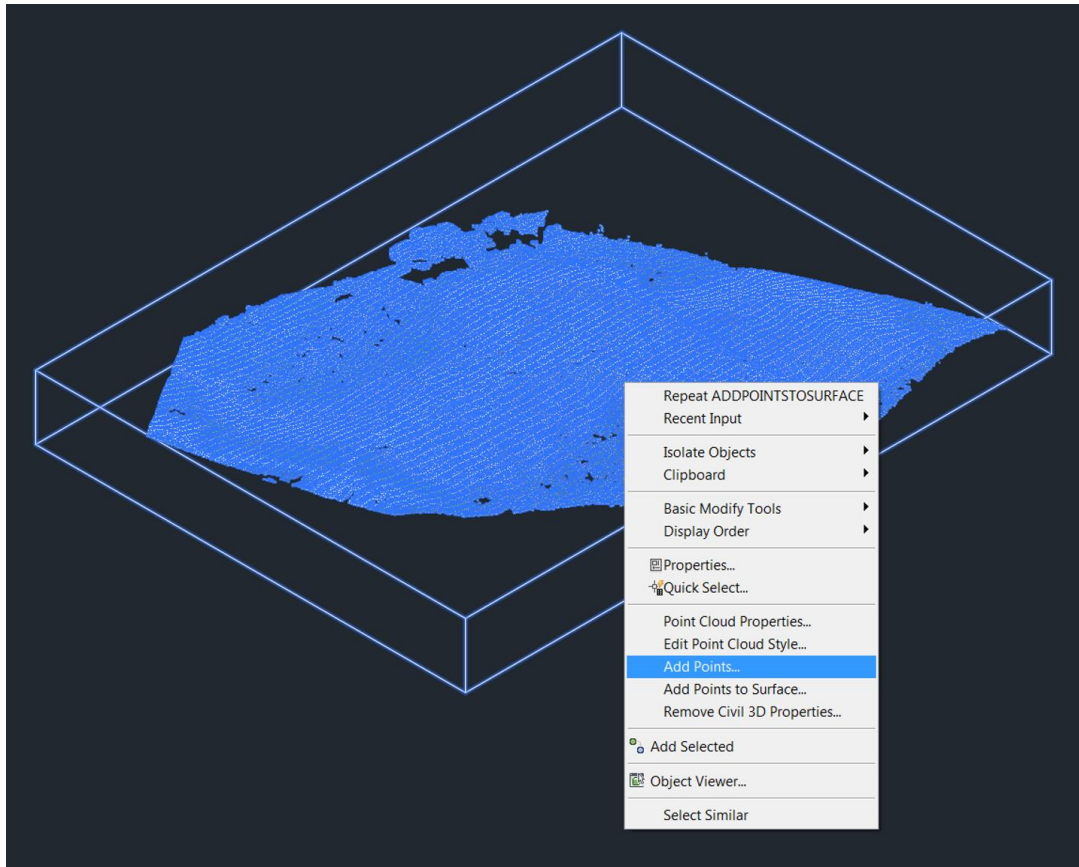 Repeat ADDPOINTSTOSURFACE
Recent Input
Isolate Objects
Clipboard
Basic Modify Tools
Display Order
Properties...
Quick Select...
Point Cloud Properties...
Edit Point Cloud Style...
Add Points...
Add Points to Surface...
Remove Civil 3D Properties...
Add Selected
Object Viewer...
Select Similar